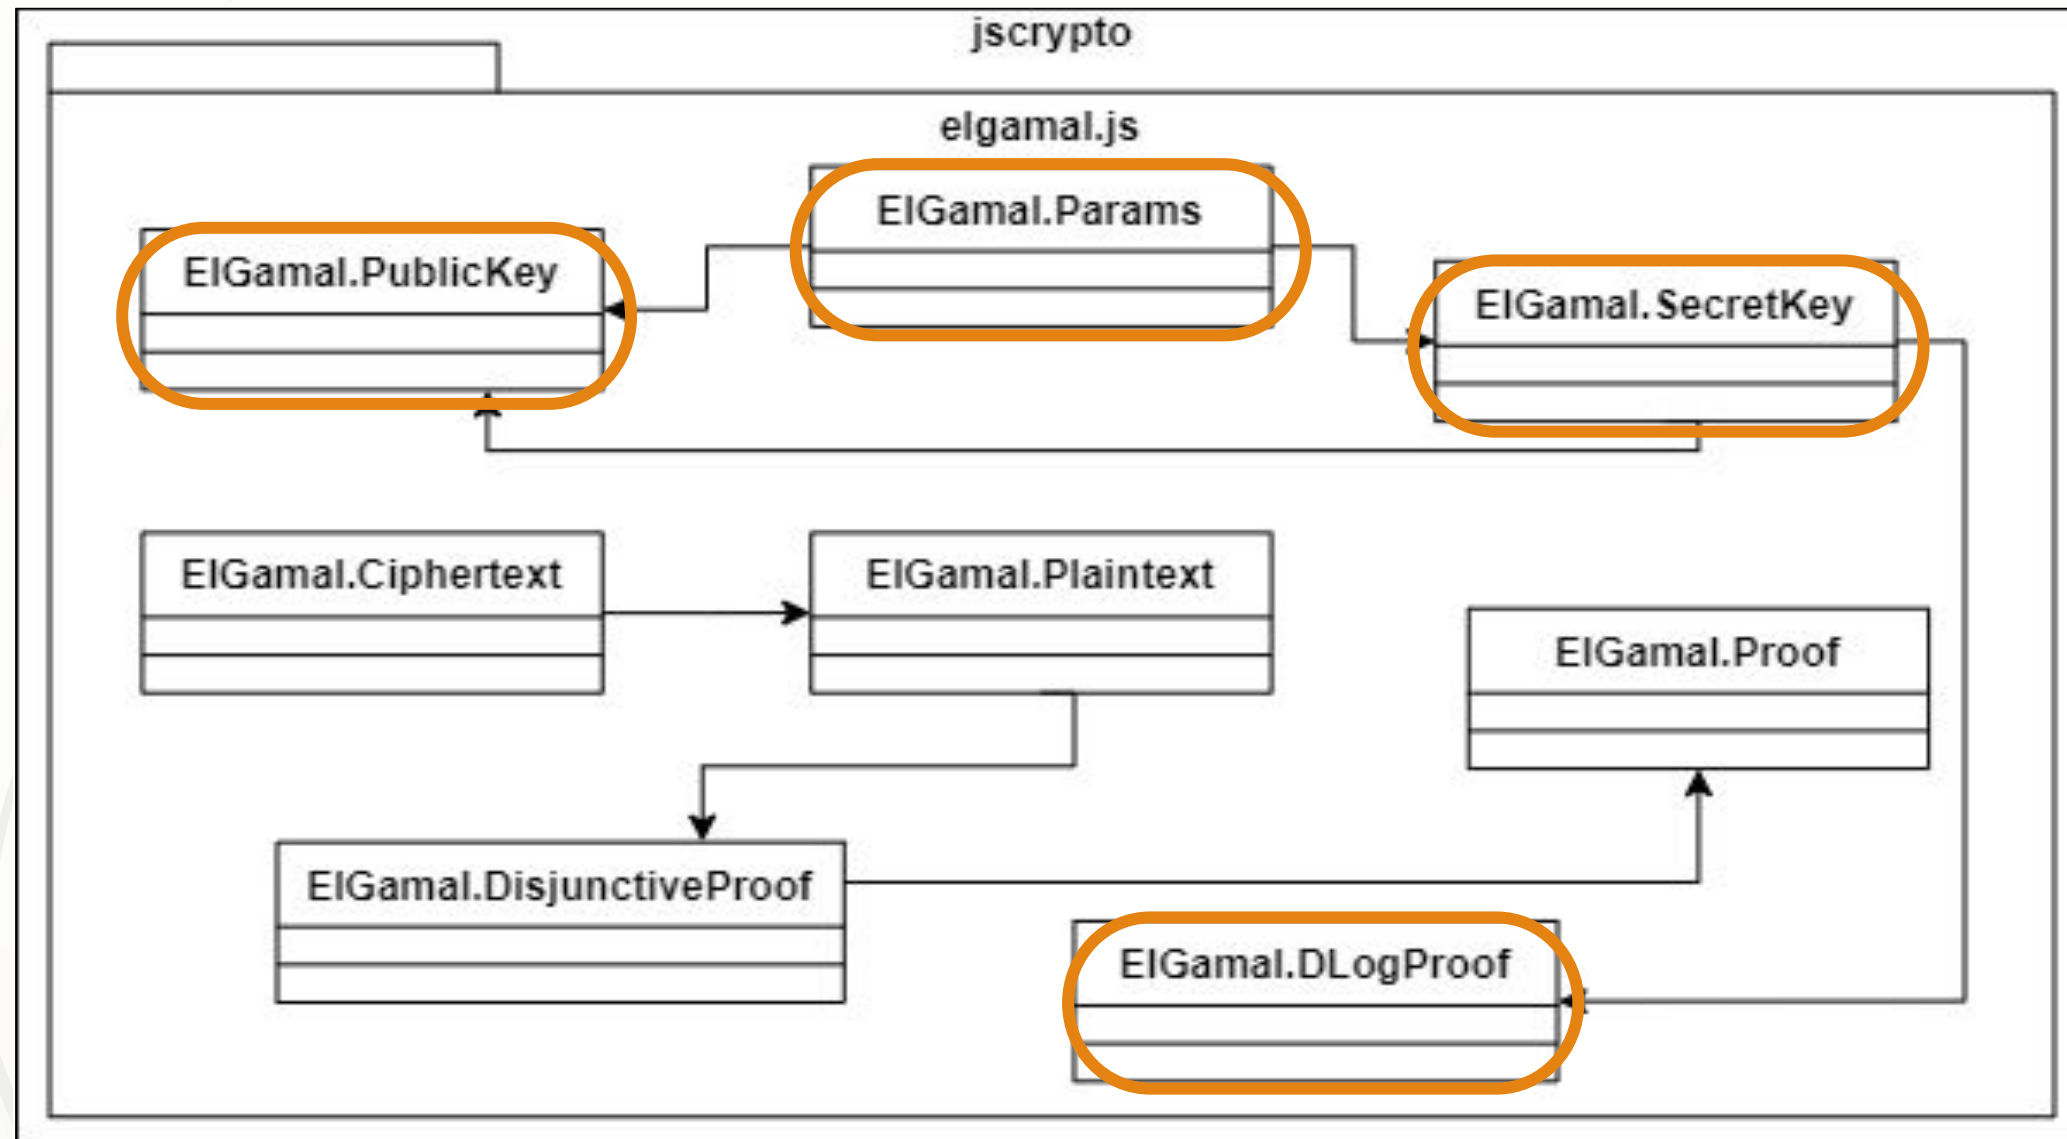 jscrypto
elgamal.js
ElGamal.Params
ElGamal.PublicKey
ElGamal.SecretKey
ElGamal.Ciphertext
ElGamal.Plaintext
ElGamal.Proof
ElGamal.DisjunctiveProof
ElGamal.DLogProof